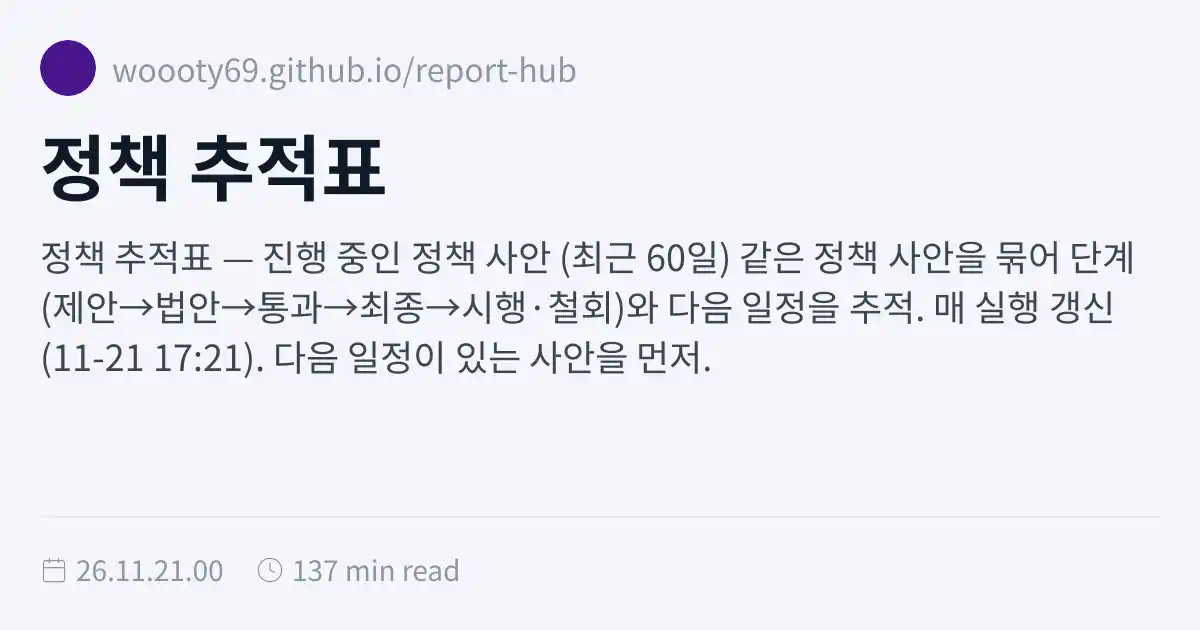 woooty69.github.io/report-hub
정책 추적표
정책 추적표 — 진행 중인 정책 사안 (최근 60일) 같은 정책 사안을 묶어 단계
(제안→법안→통과→최종→시행·철회)와 다음 일정을 추적. 매 실행 갱신
(11-21 17:21). 다음 일정이 있는 사안을 먼저.
26.11.21.00 137 min read